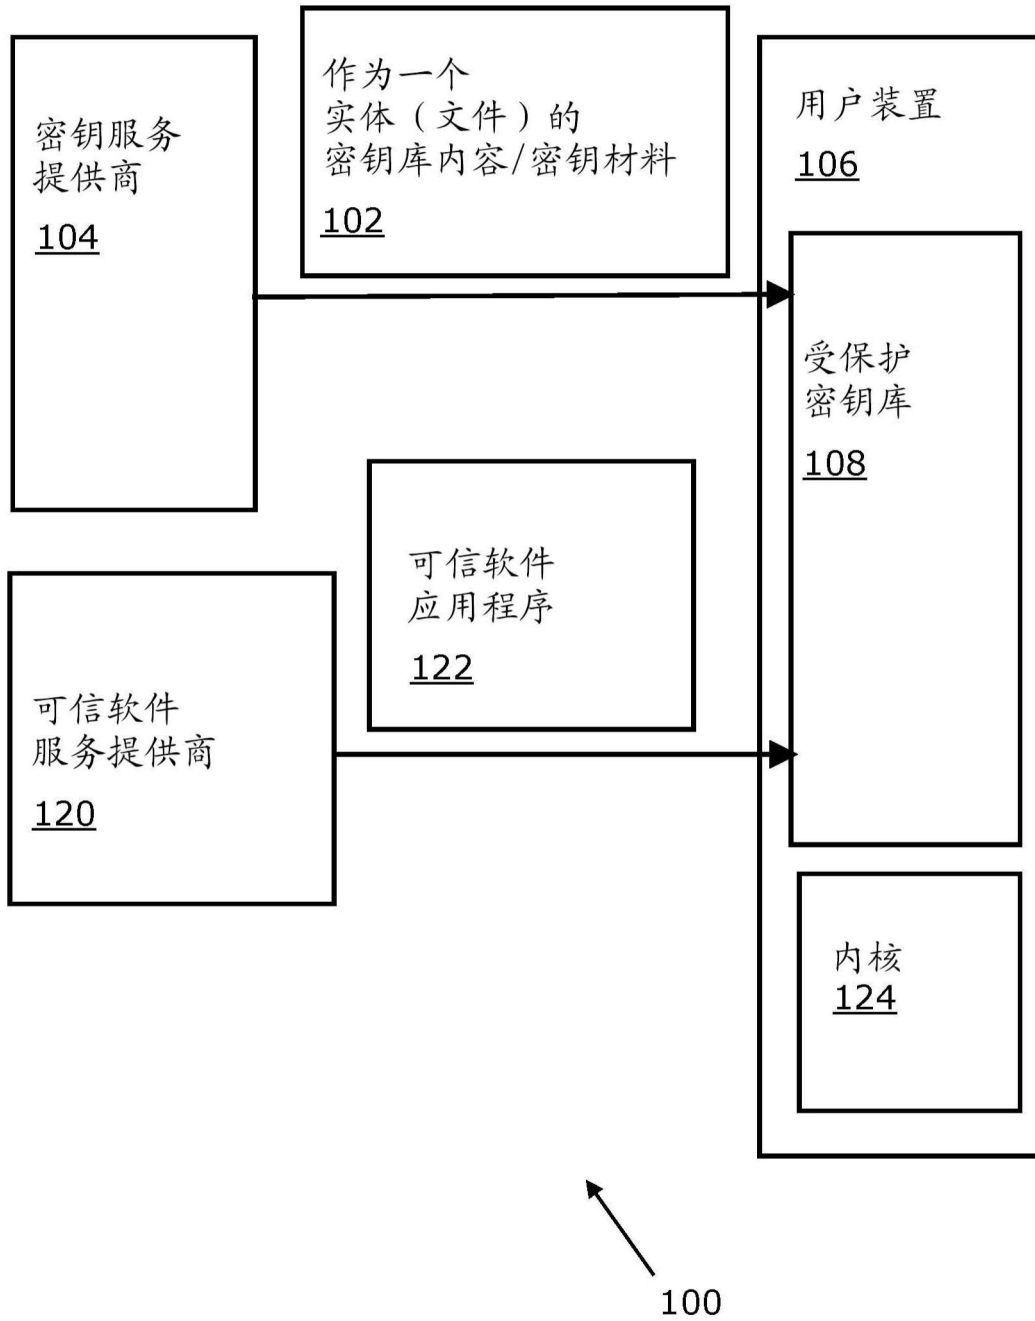 密钥服务
提供商
104
作为一个
实体（文件）的
密钥库内容/密钥材料
102
用户装置
106
受保护
密钥库
108
可信软件
应用程序
122
可信软件
服务提供商
120
内核
124
100